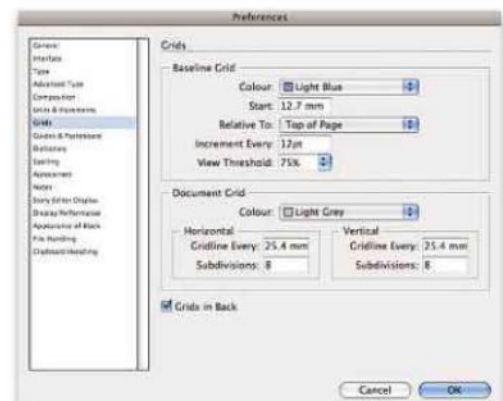 Preferences
General
Interface
Type
Advanced Type
Composition
Units & Increments
Grids
Guides & Pasteboard
Dictionary
Spelling
Autocorrect
Notes
Story Editor Display
Display Performance
Appearance of Black
File Handling
Clipboard Handling
Grids
Baseline Grid
Colour: Light Blue
Start: 12.7 mm
Relative To: Top of Page
Increment Every: 12pt
View Threshold: 75%
Document Grid
Colour: Light Grey
Horizontal
Gridline Every: 25.4 mm
Subdivisions: 8
Vertical
Gridline Every: 25.4 mm
Subdivisions: 8
Grids in Back
Cancel
OK